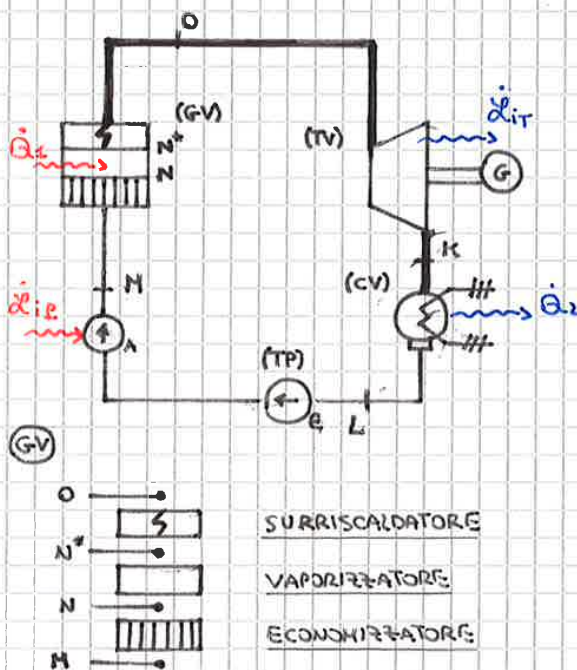 O
(GV)
Q̇1
N*
N
(TV)
L̇iT
G
K
M
(CV)
Q̇2
L̇iP
A
(TP)
E
L
GV
O
SURRISCALDATORE
N*
VAPORIZZATORE
N
ECONOMIZZATORE
M